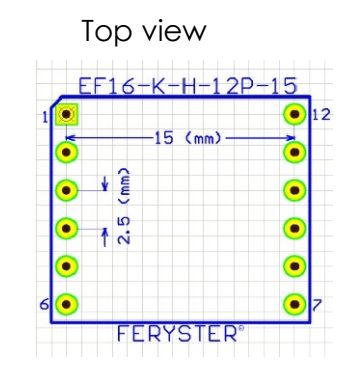 Top view
EF16-K-H-12P-15
1
12
15 (mm)
2.5 (mm)
6
7
FERYSTER®